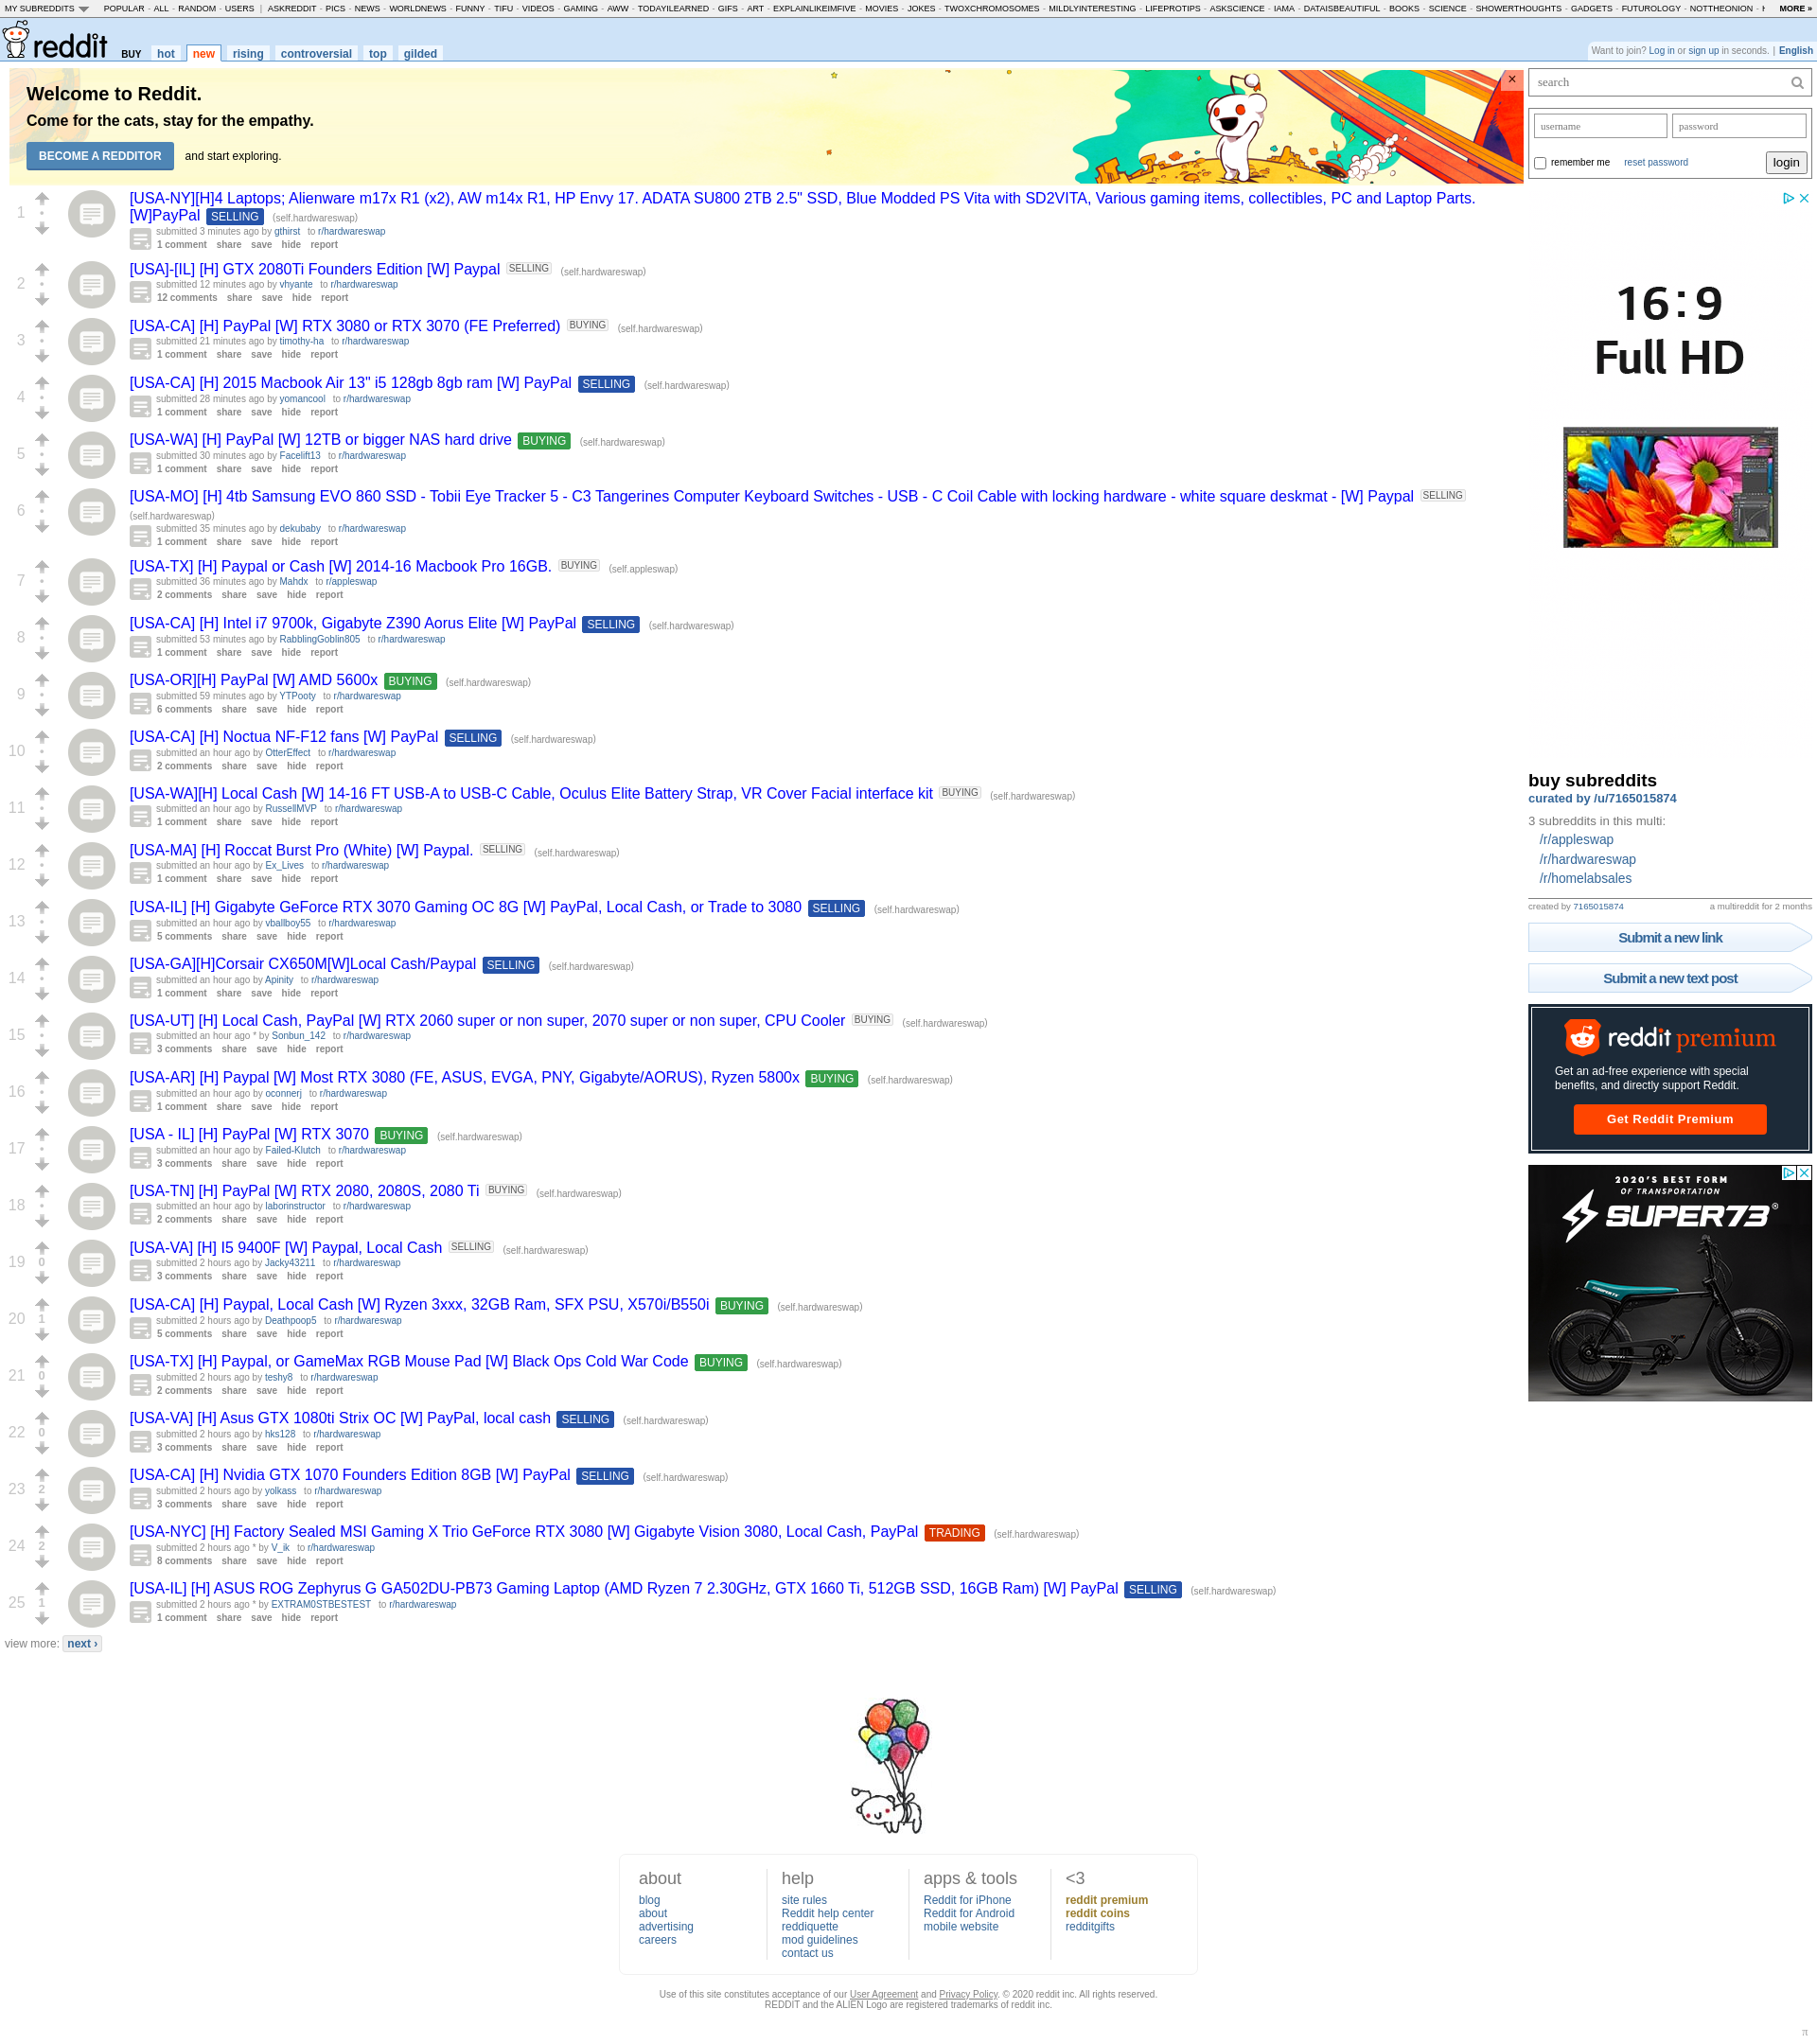 MY SUBREDDITS POPULAR - ALL - RANDOM - USERS | ASKREDDIT - PICS - NEWS - WORLDNEWS - FUNNY - TIFU - VIDEOS - GAMING - AWW - TODAYILEARNED - GIFS - ART - EXPLAINLIKEIMFIVE - MOVIES - JOKES - TWOXCHROMOSOMES - MILDLYINTERESTING - LIFEPROTIPS - ASKSCIENCE - IAMA - DATAISBEAUTIFUL - BOOKS - SCIENCE - SHOWERTHOUGHTS - GADGETS - FUTUROLOGY - NOTTHEONION - MORE »
reddit BUY hot new rising controversial top gilded
Want to join? Log in or sign up in seconds. | English
Welcome to Reddit.
Come for the cats, stay for the empathy.
BECOME A REDDITOR and start exploring.
×
1
[USA-NY][H]4 Laptops; Alienware m17x R1 (x2), AW m14x R1, HP Envy 17. ADATA SU800 2TB 2.5" SSD, Blue Modded PS Vita with SD2VITA, Various gaming items, collectibles, PC and Laptop Parts.
[W]PayPal SELLING (self.hardwareswap)
submitted 3 minutes ago by gthirst to r/hardwareswap
1 comment share save hide report
2
[USA]-[IL] [H] GTX 2080Ti Founders Edition [W] Paypal SELLING (self.hardwareswap)
submitted 12 minutes ago by vhyante to r/hardwareswap
12 comments share save hide report
3
[USA-CA] [H] PayPal [W] RTX 3080 or RTX 3070 (FE Preferred) BUYING (self.hardwareswap)
submitted 21 minutes ago by timothy-ha to r/hardwareswap
1 comment share save hide report
4
[USA-CA] [H] 2015 Macbook Air 13" i5 128gb 8gb ram [W] PayPal SELLING (self.hardwareswap)
submitted 28 minutes ago by yomancool to r/hardwareswap
1 comment share save hide report
5
[USA-WA] [H] PayPal [W] 12TB or bigger NAS hard drive BUYING (self.hardwareswap)
submitted 30 minutes ago by Facelift13 to r/hardwareswap
1 comment share save hide report
6
[USA-MO] [H] 4tb Samsung EVO 860 SSD - Tobii Eye Tracker 5 - C3 Tangerines Computer Keyboard Switches - USB - C Coil Cable with locking hardware - white square deskmat - [W] Paypal SELLING
(self.hardwareswap)
submitted 35 minutes ago by dekubaby to r/hardwareswap
1 comment share save hide report
7
[USA-TX] [H] Paypal or Cash [W] 2014-16 Macbook Pro 16GB. BUYING (self.appleswap)
submitted 36 minutes ago by Mahdx to r/appleswap
2 comments share save hide report
8
[USA-CA] [H] Intel i7 9700k, Gigabyte Z390 Aorus Elite [W] PayPal SELLING (self.hardwareswap)
submitted 53 minutes ago by RabblingGoblin805 to r/hardwareswap
1 comment share save hide report
9
[USA-OR][H] PayPal [W] AMD 5600x BUYING (self.hardwareswap)
submitted 59 minutes ago by YTPooty to r/hardwareswap
6 comments share save hide report
10
[USA-CA] [H] Noctua NF-F12 fans [W] PayPal SELLING (self.hardwareswap)
submitted an hour ago by OtterEffect to r/hardwareswap
2 comments share save hide report
11
[USA-WA][H] Local Cash [W] 14-16 FT USB-A to USB-C Cable, Oculus Elite Battery Strap, VR Cover Facial interface kit BUYING (self.hardwareswap)
submitted an hour ago by RussellMVP to r/hardwareswap
1 comment share save hide report
12
[USA-MA] [H] Roccat Burst Pro (White) [W] Paypal. SELLING (self.hardwareswap)
submitted an hour ago by Ex_Lives to r/hardwareswap
1 comment share save hide report
13
[USA-IL] [H] Gigabyte GeForce RTX 3070 Gaming OC 8G [W] PayPal, Local Cash, or Trade to 3080 SELLING (self.hardwareswap)
submitted an hour ago by vballboy55 to r/hardwareswap
5 comments share save hide report
14
[USA-GA][H]Corsair CX650M[W]Local Cash/Paypal SELLING (self.hardwareswap)
submitted an hour ago by Apinity to r/hardwareswap
1 comment share save hide report
15
[USA-UT] [H] Local Cash, PayPal [W] RTX 2060 super or non super, 2070 super or non super, CPU Cooler BUYING (self.hardwareswap)
submitted an hour ago * by Sonbun_142 to r/hardwareswap
3 comments share save hide report
16
[USA-AR] [H] Paypal [W] Most RTX 3080 (FE, ASUS, EVGA, PNY, Gigabyte/AORUS), Ryzen 5800x BUYING (self.hardwareswap)
submitted an hour ago by oconnerj to r/hardwareswap
1 comment share save hide report
17
[USA - IL] [H] PayPal [W] RTX 3070 BUYING (self.hardwareswap)
submitted an hour ago by Failed-Klutch to r/hardwareswap
3 comments share save hide report
18
[USA-TN] [H] PayPal [W] RTX 2080, 2080S, 2080 Ti BUYING (self.hardwareswap)
submitted an hour ago by laborinstructor to r/hardwareswap
2 comments share save hide report
19 0
[USA-VA] [H] I5 9400F [W] Paypal, Local Cash SELLING (self.hardwareswap)
submitted 2 hours ago by Jacky43211 to r/hardwareswap
3 comments share save hide report
20 1
[USA-CA] [H] Paypal, Local Cash [W] Ryzen 3xxx, 32GB Ram, SFX PSU, X570i/B550i BUYING (self.hardwareswap)
submitted 2 hours ago by Deathpoop5 to r/hardwareswap
5 comments share save hide report
21 0
[USA-TX] [H] Paypal, or GameMax RGB Mouse Pad [W] Black Ops Cold War Code BUYING (self.hardwareswap)
submitted 2 hours ago by teshy8 to r/hardwareswap
2 comments share save hide report
22 0
[USA-VA] [H] Asus GTX 1080ti Strix OC [W] PayPal, local cash SELLING (self.hardwareswap)
submitted 2 hours ago by hks128 to r/hardwareswap
3 comments share save hide report
23 2
[USA-CA] [H] Nvidia GTX 1070 Founders Edition 8GB [W] PayPal SELLING (self.hardwareswap)
submitted 2 hours ago by yolkass to r/hardwareswap
3 comments share save hide report
24 2
[USA-NYC] [H] Factory Sealed MSI Gaming X Trio GeForce RTX 3080 [W] Gigabyte Vision 3080, Local Cash, PayPal TRADING (self.hardwareswap)
submitted 2 hours ago * by V_ik to r/hardwareswap
8 comments share save hide report
25 1
[USA-IL] [H] ASUS ROG Zephyrus G GA502DU-PB73 Gaming Laptop (AMD Ryzen 7 2.30GHz, GTX 1660 Ti, 512GB SSD, 16GB Ram) [W] PayPal SELLING (self.hardwareswap)
submitted 2 hours ago * by EXTRAM0STBESTEST to r/hardwareswap
1 comment share save hide report
view more: next ›
search
username password
remember me reset password login
16:9
Full HD
buy subreddits
curated by /u/7165015874
3 subreddits in this multi:
/r/appleswap
/r/hardwareswap
/r/homelabsales
created by 7165015874 a multireddit for 2 months
Submit a new link
Submit a new text post
reddit premium
Get an ad-free experience with special
benefits, and directly support Reddit.
Get Reddit Premium
2020'S BEST FORM
OF TRANSPORTATION
SUPER73®
about
blog
about
advertising
careers
help
site rules
Reddit help center
reddiquette
mod guidelines
contact us
apps & tools
Reddit for iPhone
Reddit for Android
mobile website
<3
reddit premium
reddit coins
redditgifts
Use of this site constitutes acceptance of our User Agreement and Privacy Policy. © 2020 reddit inc. All rights reserved.
REDDIT and the ALIEN Logo are registered trademarks of reddit inc.
π